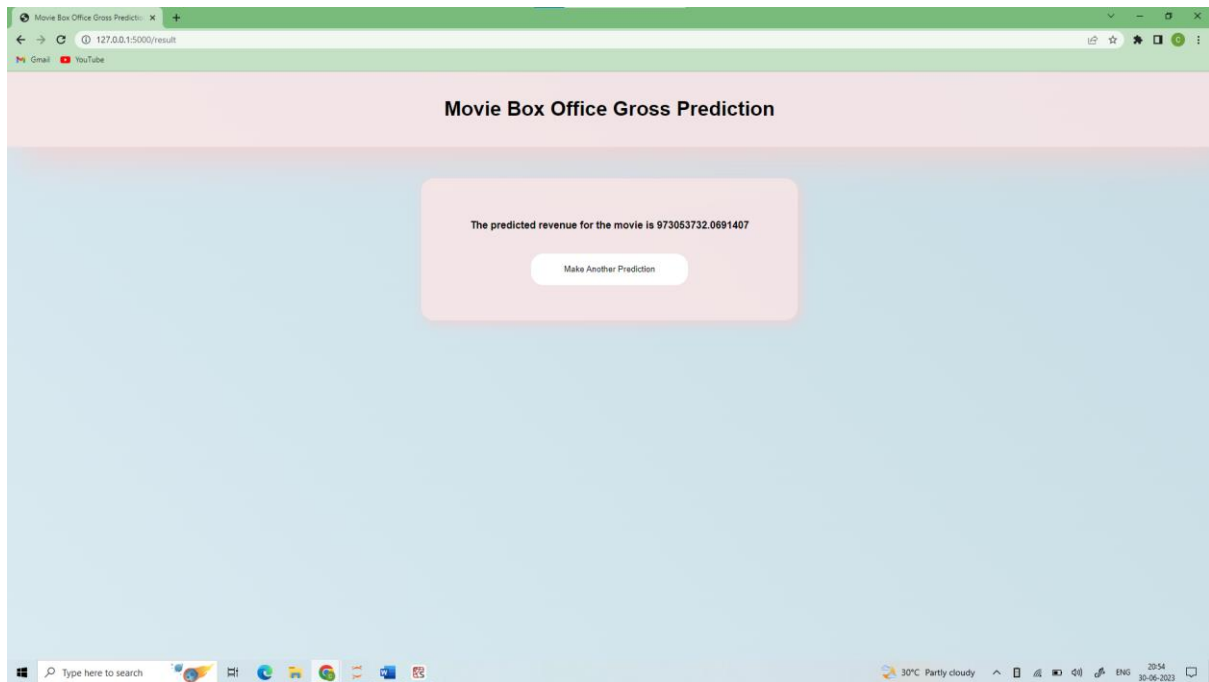 Movie Box Office Gross Predictio
127.0.0.1:5000/result
Gmail YouTube
Movie Box Office Gross Prediction
The predicted revenue for the movie is 973053732.0691407
Make Another Prediction
Type here to search
30°C Partly cloudy
ENG
20:54
30-06-2023